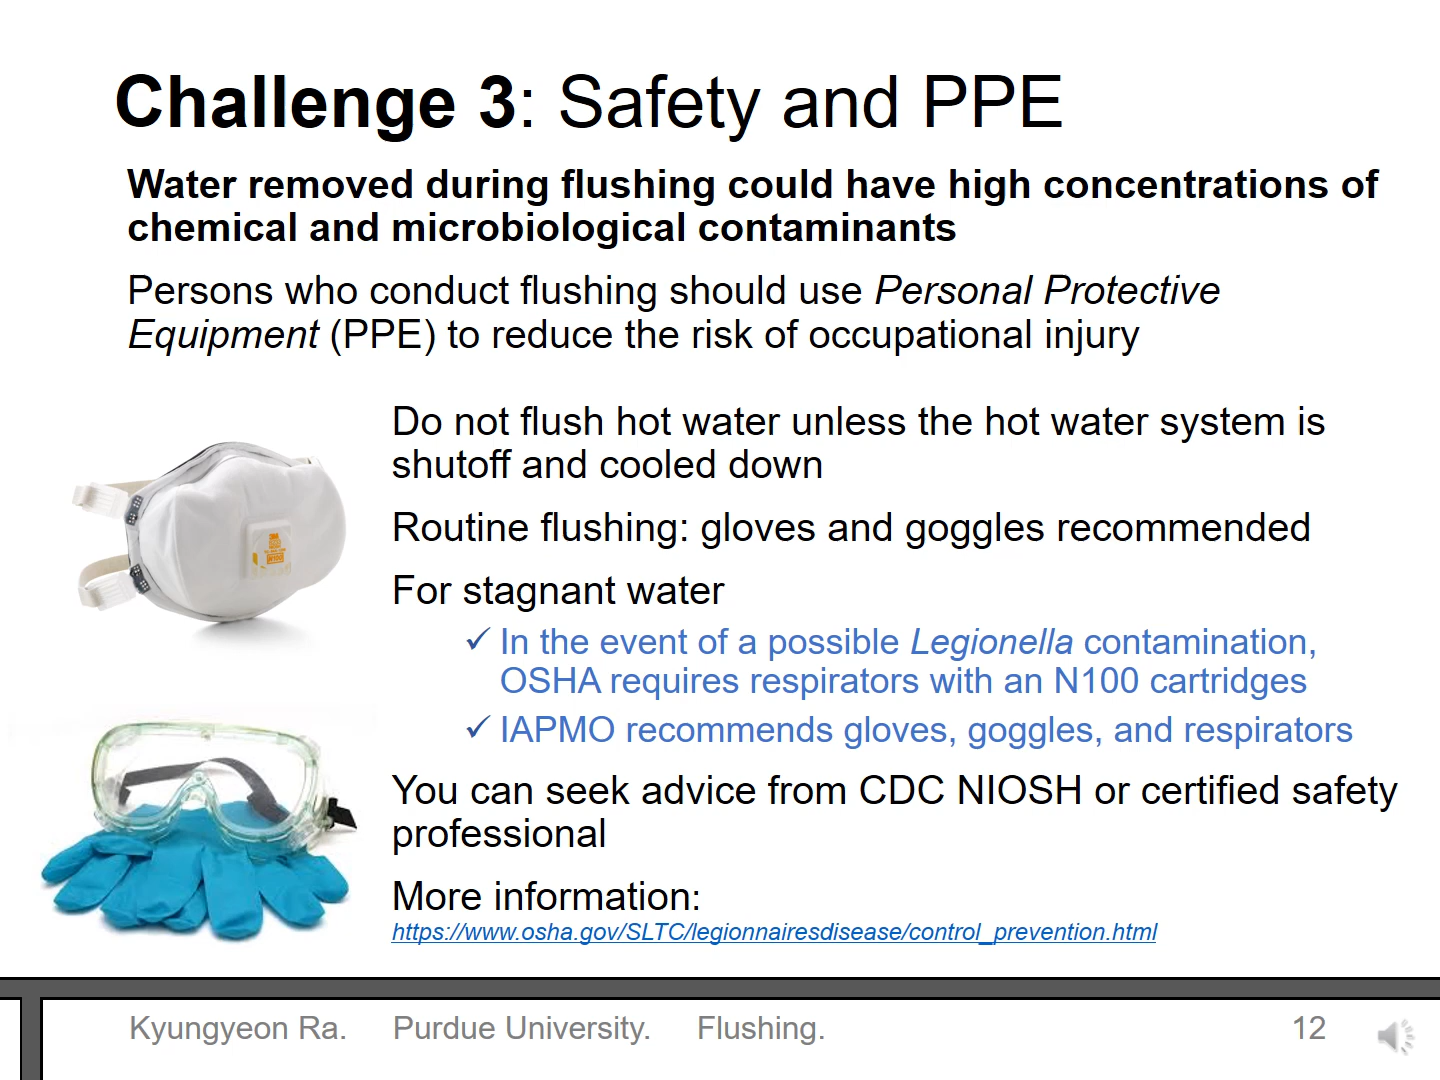 Challenge 3: Safety and PPE
Water removed during flushing could have high concentrations of
chemical and microbiological contaminants
Persons who conduct flushing should use Personal Protective
Equipment (PPE) to reduce the risk of occupational injury
Do not flush hot water unless the hot water system is
shutoff and cooled down
Routine flushing: gloves and goggles recommended
For stagnant water
✓ In the event of a possible Legionella contamination,
OSHA requires respirators with an N100 cartridges
✓ IAPMO recommends gloves, goggles, and respirators
You can seek advice from CDC NIOSH or certified safety
professional
More information:
https://www.osha.gov/SLTC/legionnairesdisease/control_prevention.html
Kyungyeon Ra. Purdue University. Flushing. 12